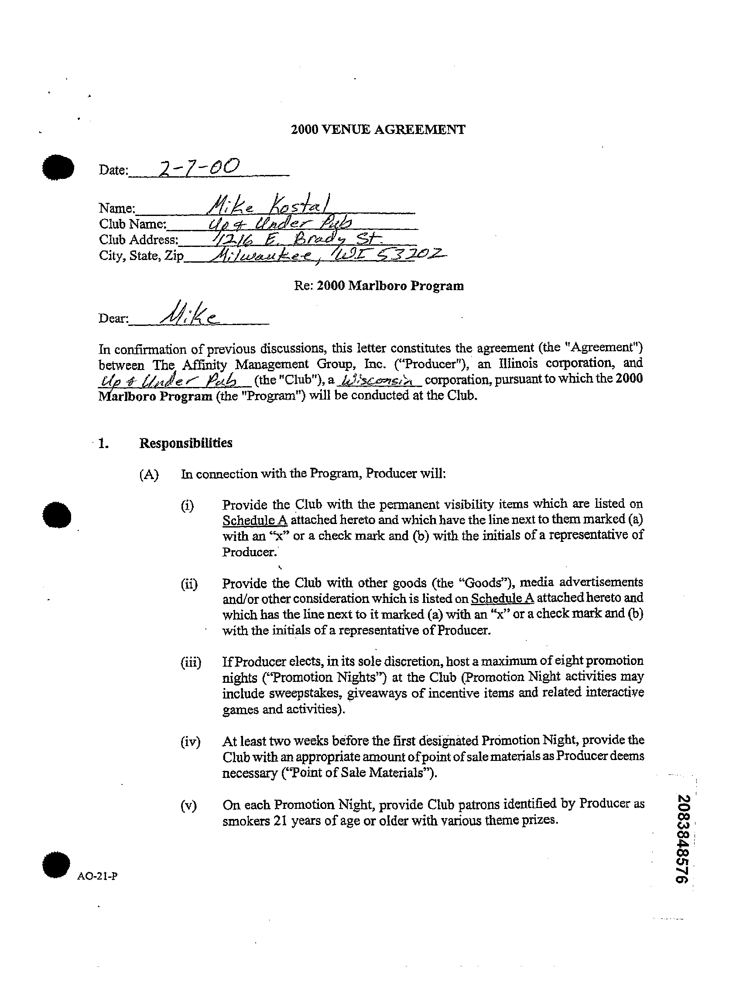 2000 VENUE AGREEMENT
Date: 2-7-00
Name: Mike Kostal
Club Name: Up & Under Pub
Club Address: 1216 E. Brady St.
City, State, Zip Milwaukee, WI 53202
Re: 2000 Marlboro Program
Dear: Mike
In confirmation of previous discussions, this letter constitutes the agreement (the "Agreement")
between The Affinity Management Group, Inc. ("Producer"), an Illinois corporation, and
Up & Under Pub (the "Club"), a Wisconsin corporation, pursuant to which the 2000
Marlboro Program (the "Program") will be conducted at the Club.
1. Responsibilities
(A) In connection with the Program, Producer will:
(i) Provide the Club with the permanent visibility items which are listed on
Schedule A attached hereto and which have the line next to them marked (a)
with an "x" or a check mark and (b) with the initials of a representative of
Producer.
(ii) Provide the Club with other goods (the "Goods"), media advertisements
and/or other consideration which is listed on Schedule A attached hereto and
which has the line next to it marked (a) with an "x" or a check mark and (b)
with the initials of a representative of Producer.
(iii) If Producer elects, in its sole discretion, host a maximum of eight promotion
nights ("Promotion Nights") at the Club (Promotion Night activities may
include sweepstakes, giveaways of incentive items and related interactive
games and activities).
(iv) At least two weeks before the first designated Promotion Night, provide the
Club with an appropriate amount of point of sale materials as Producer deems
necessary ("Point of Sale Materials").
(v) On each Promotion Night, provide Club patrons identified by Producer as
smokers 21 years of age or older with various theme prizes.
2083848576
AO-21-P